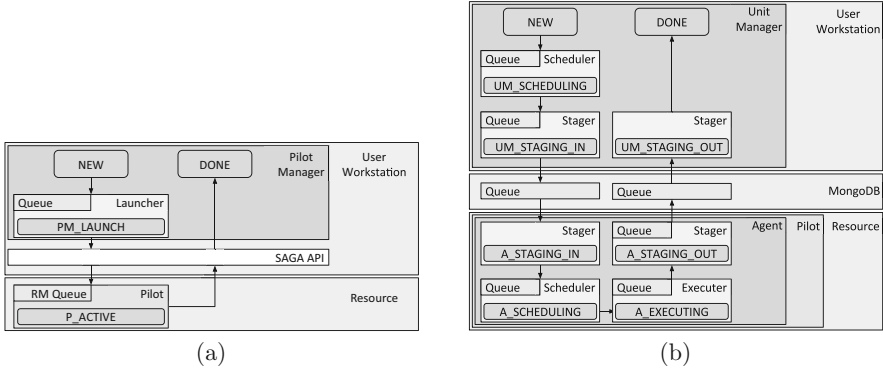 NEW
DONE
Pilot
Manager
User
Workstation
Queue
Launcher
PM_LAUNCH
SAGA API
RM Queue
Pilot
P_ACTIVE
Resource
(a)
NEW
DONE
Unit
Manager
User
Workstation
Queue
Scheduler
UM_SCHEDULING
Queue
Stager
UM_STAGING_IN
Stager
UM_STAGING_OUT
Queue
Queue
MongoDB
Stager
A_STAGING_IN
Queue
Stager
A_STAGING_OUT
Agent
Pilot
Resource
Queue
Scheduler
A_SCHEDULING
Queue
Executer
A_EXECUTING
(b)